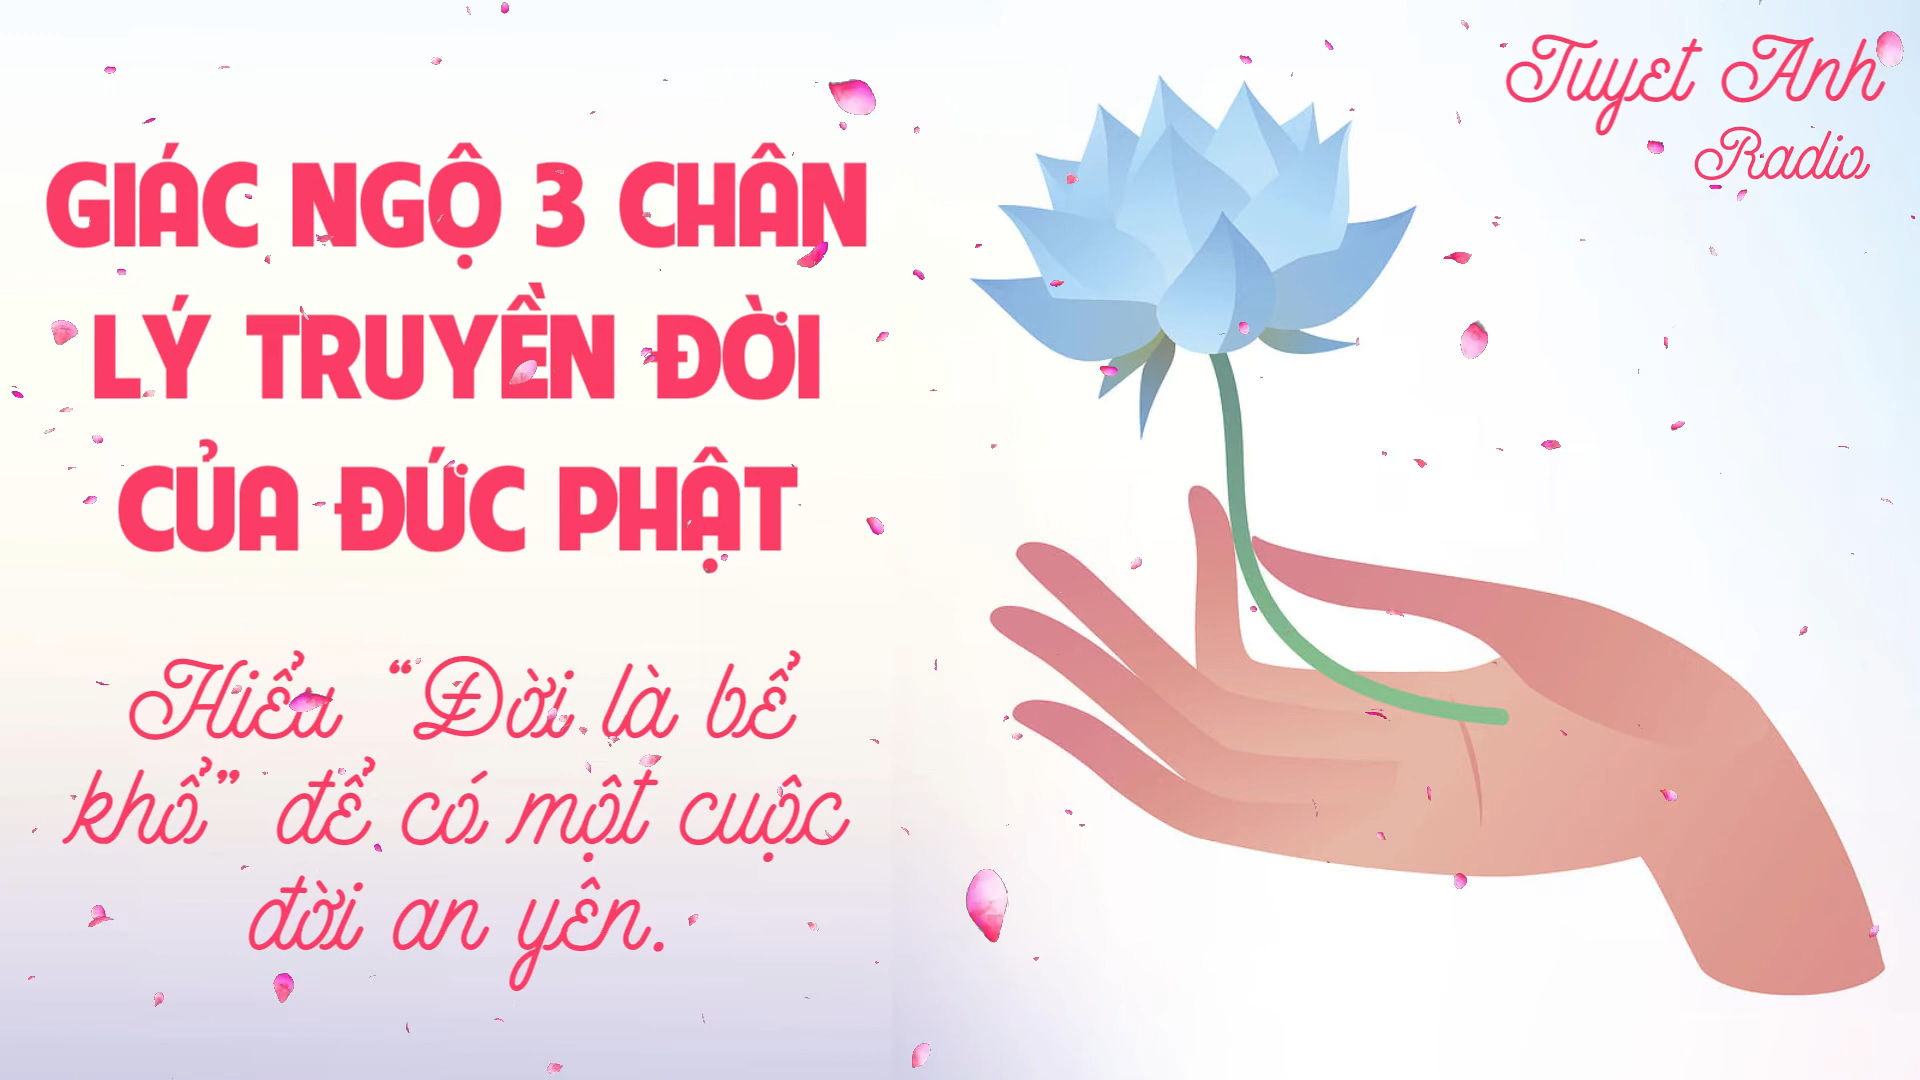 GIÁC NGỘ 3 CHÂN
LÝ TRUYỀN ĐỜI
CỦA ĐỨC PHẬT
Hiểu “Đời là bể
khổ” để có một cuộc
đời an yên.
Tuyet Anh
Radio